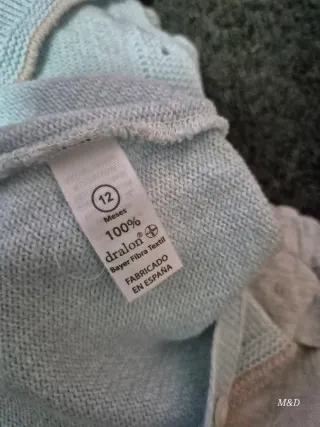 12
Meses
100%
dralon®
Bayer Fibra Textil
FABRICADO
EN ESPAÑA
M&D